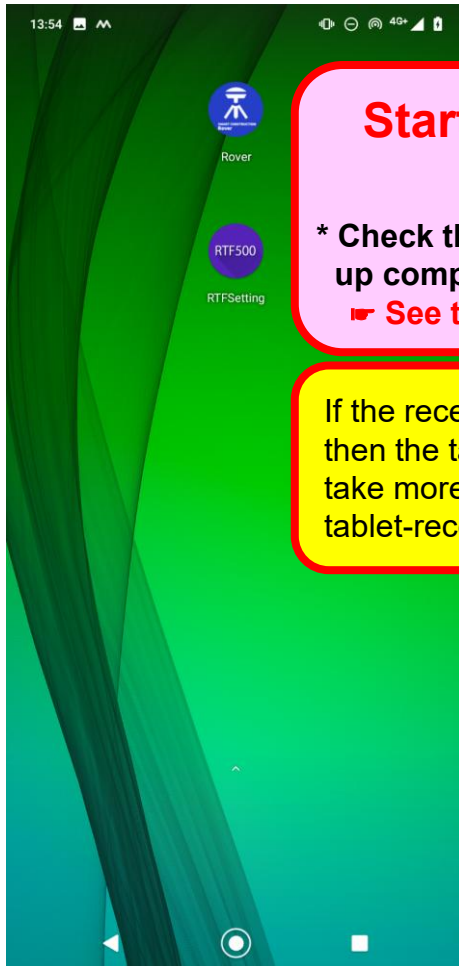 13:54
4G+
Rover
RTF500
RTFSetting
Star
* Check th
up comp
☛ See t
If the rece
then the ta
take more
tablet-rec